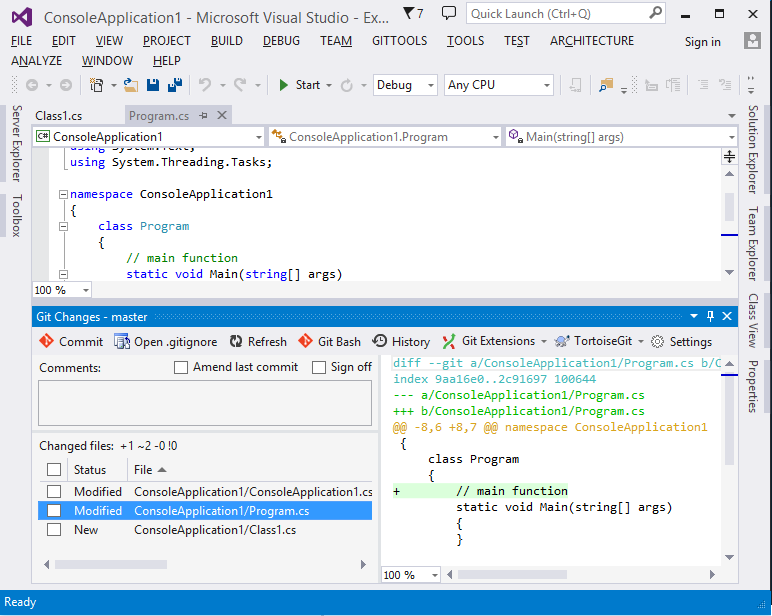 ConsoleApplication1 - Microsoft Visual Studio - Ex... 7 Quick Launch (Ctrl+Q)
FILE EDIT VIEW PROJECT BUILD DEBUG TEAM GITTOOLS TOOLS TEST ARCHITECTURE Sign in
ANALYZE WINDOW HELP
Start Debug Any CPU
Server Explorer
Toolbox
Class1.cs Program.cs
C# ConsoleApplication1 ConsoleApplication1.Program Main(string[] args)
using System.Text;
using System.Threading.Tasks;
namespace ConsoleApplication1
{
class Program
{
// main function
static void Main(string[] args)
100 %
Solution Explorer
Team Explorer
Class View
Properties
Git Changes - master
Commit Open .gitignore Refresh Git Bash History Git Extensions TortoiseGit Settings
Comments: Amend last commit Sign off
Changed files: +1 ~2 -0 !0
Status File
Modified ConsoleApplication1/ConsoleApplication1.cs
Modified ConsoleApplication1/Program.cs
New ConsoleApplication1/Class1.cs
diff --git a/ConsoleApplication1/Program.cs b/C
index 9aa16e0..2c91697 100644
--- a/ConsoleApplication1/Program.cs
+++ b/ConsoleApplication1/Program.cs
@@ -8,6 +8,7 @@ namespace ConsoleApplication1
{
class Program
{
+ // main function
static void Main(string[] args)
{
}
100 %
Ready